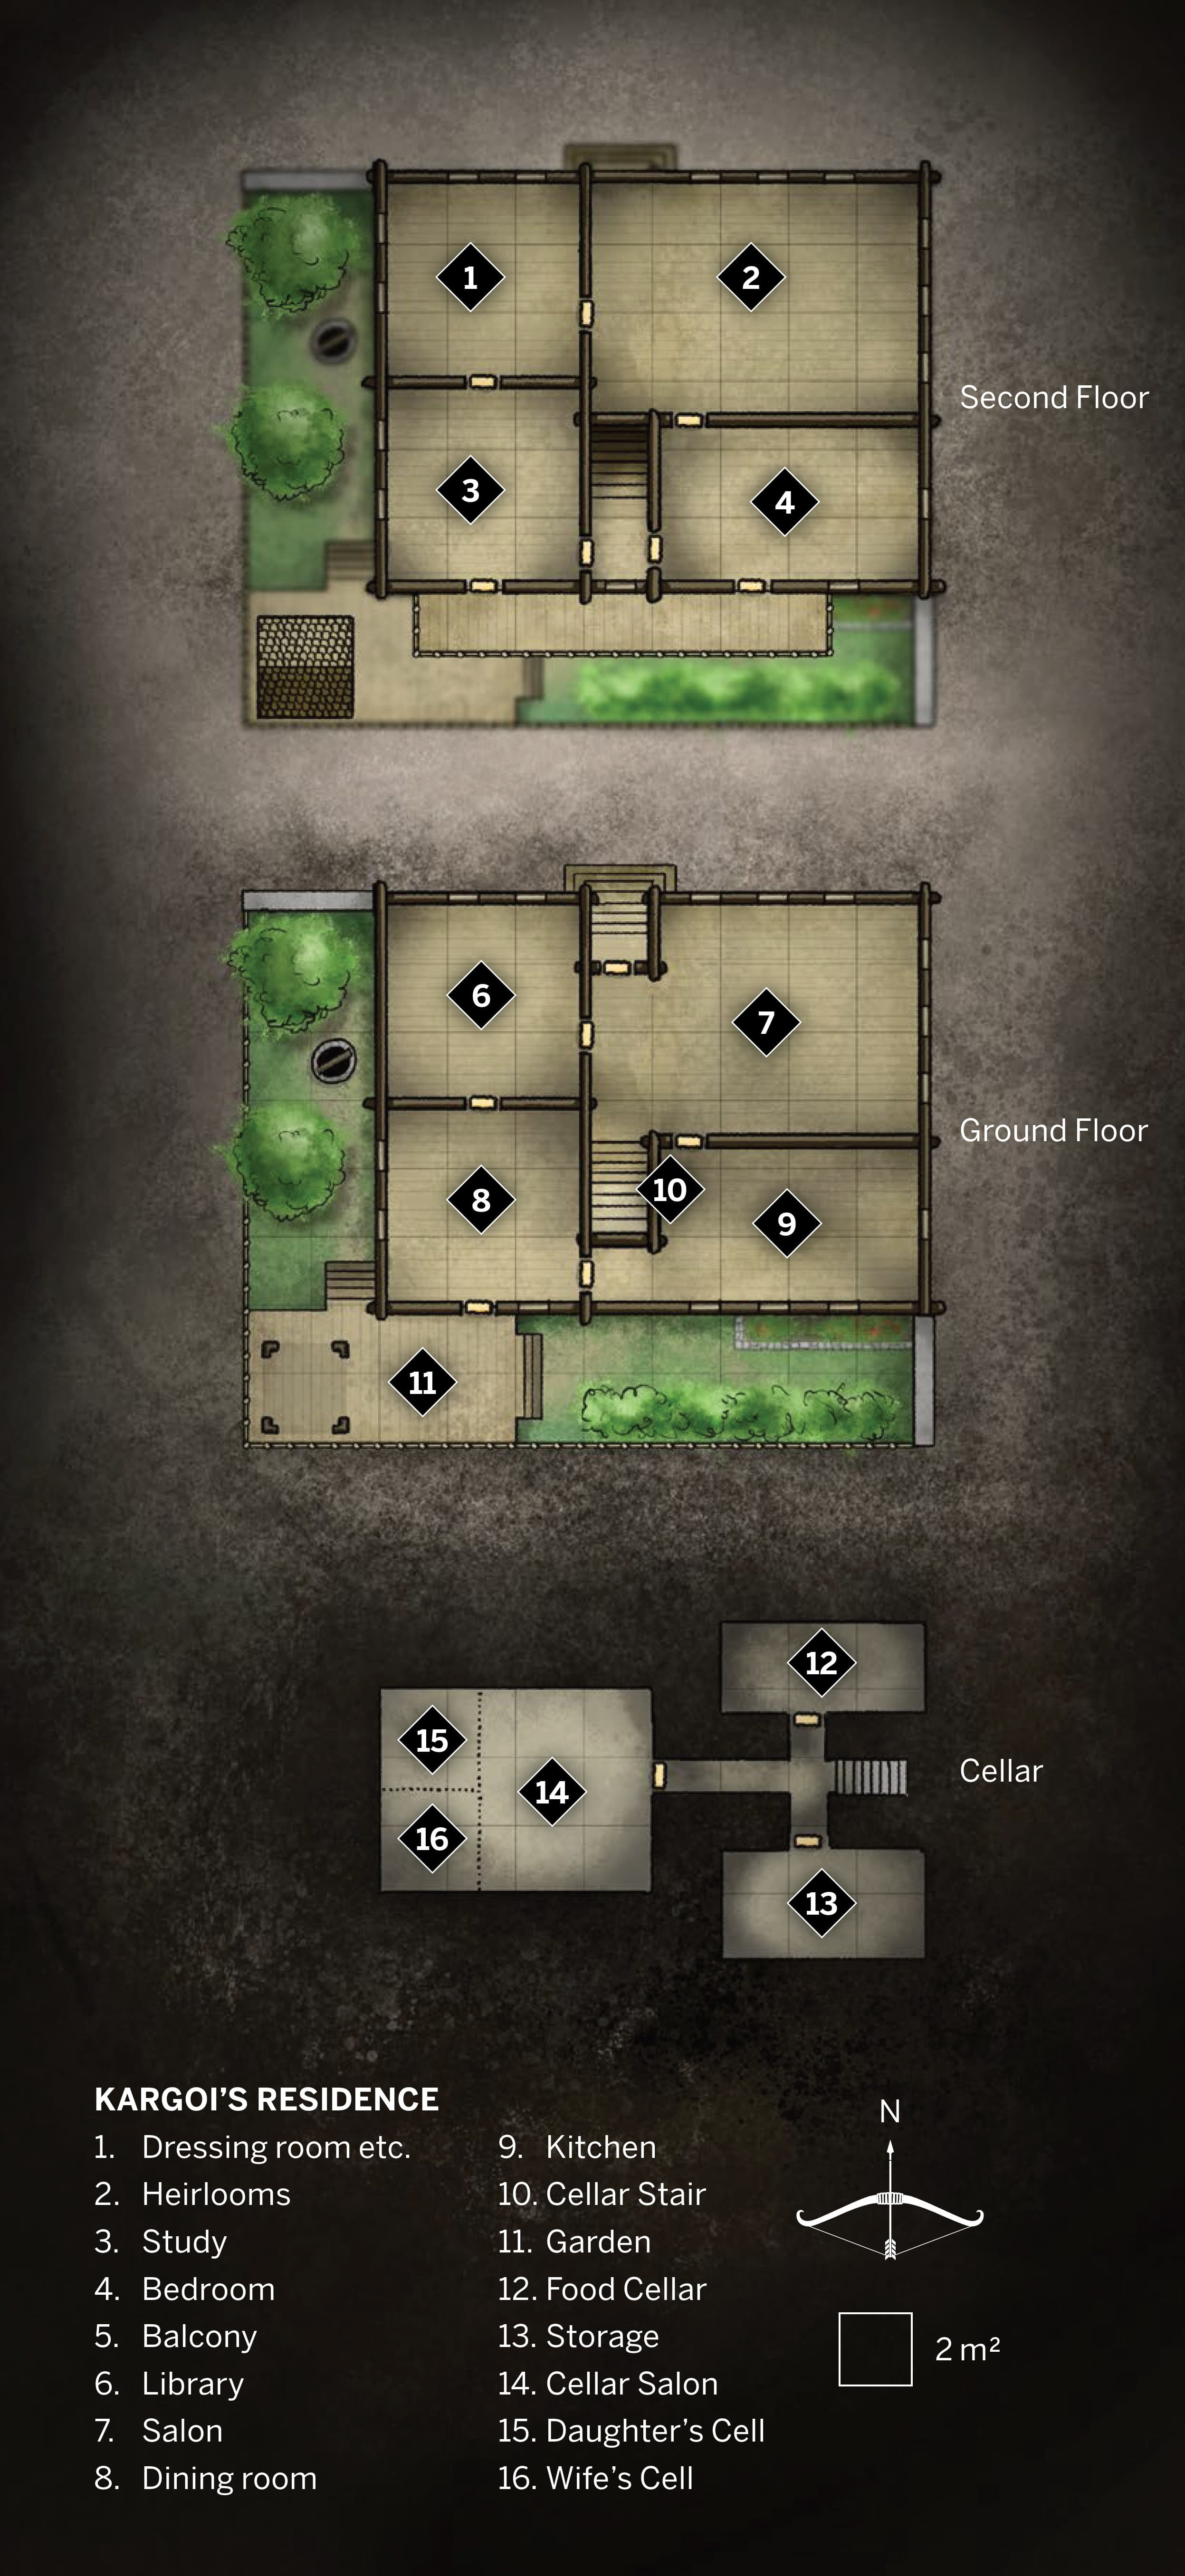 1
2
Second Floor
3
4
6
7
Ground Floor
10
8
9
11
12
15
Cellar
14
16
13
KARGOI’S RESIDENCE
1. Dressing room etc.
2. Heirlooms
3. Study
4. Bedroom
5. Balcony
6. Library
7. Salon
8. Dining room
9. Kitchen
10. Cellar Stair
11. Garden
12. Food Cellar
13. Storage
14. Cellar Salon
15. Daughter’s Cell
16. Wife’s Cell
N
2 m²